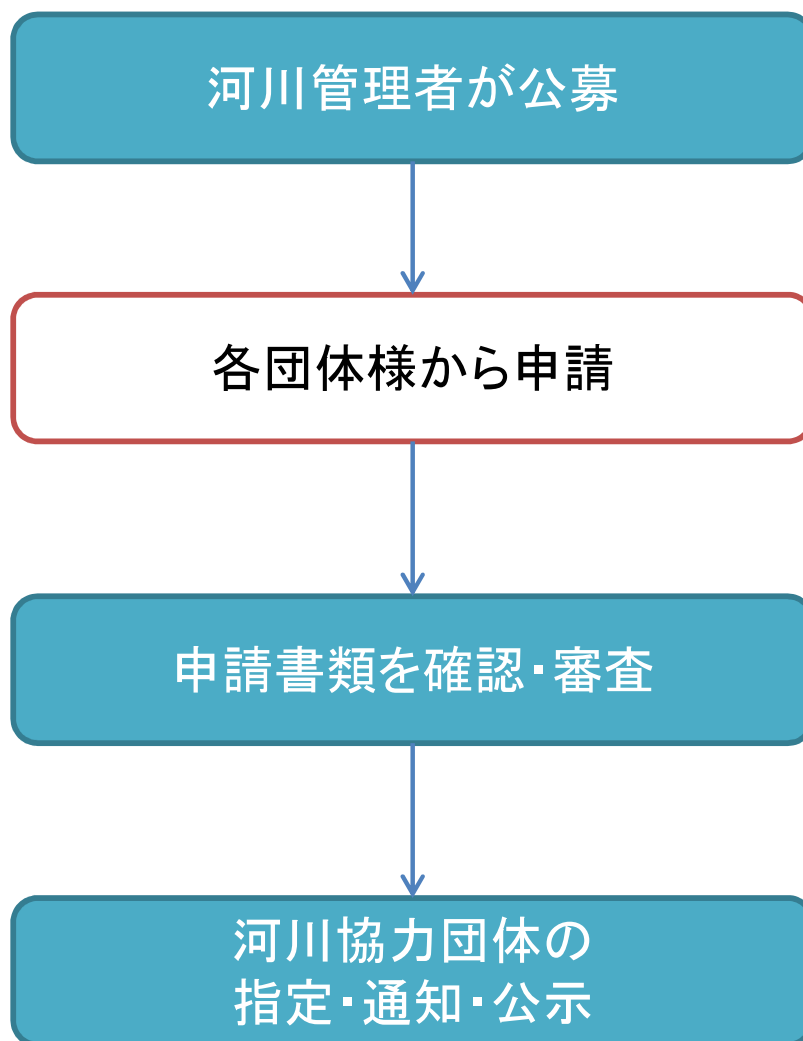 河川管理者が公募
各団体様から申請
申請書類を確認・審査
河川協力団体の
指定・通知・公示